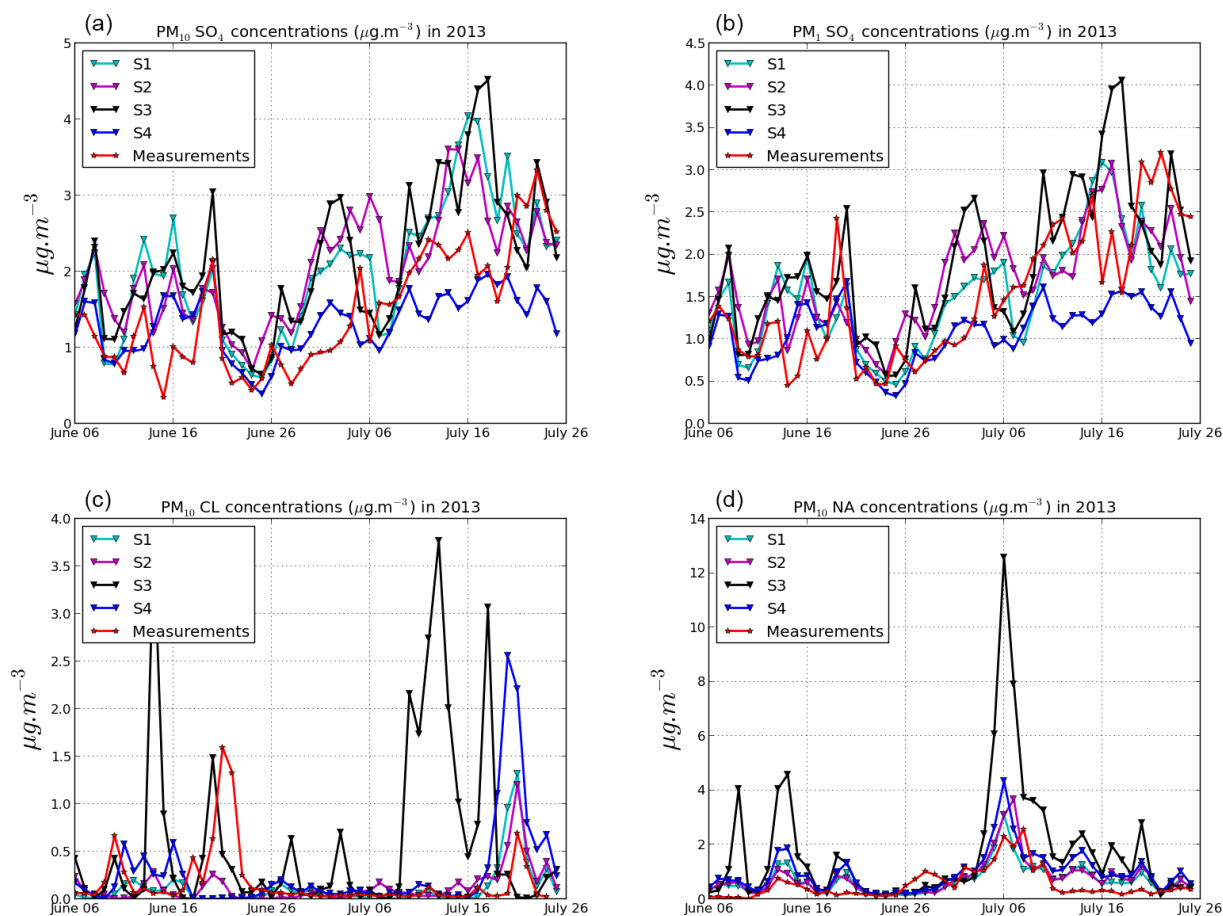 (a)
PM₁₀ SO₄ concentrations (μg.m⁻³) in 2013
5
4
3
2
1
0
μg.m⁻³
S1
S2
S3
S4
Measurements
June 06 June 16 June 26 July 06 July 16 July 26
(b)
PM₁ SO₄ concentrations (μg.m⁻³) in 2013
4.5
4.0
3.5
3.0
2.5
2.0
1.5
1.0
0.5
0.0
μg.m⁻³
S1
S2
S3
S4
Measurements
June 06 June 16 June 26 July 06 July 16 July 26
(c)
PM₁₀ CL concentrations (μg.m⁻³) in 2013
4.0
3.5
3.0
2.5
2.0
1.5
1.0
0.5
0.0
μg.m⁻³
S1
S2
S3
S4
Measurements
June 06 June 16 June 26 July 06 July 16 July 26
(d)
PM₁₀ NA concentrations (μg.m⁻³) in 2013
14
12
10
8
6
4
2
0
μg.m⁻³
S1
S2
S3
S4
Measurements
June 06 June 16 June 26 July 06 July 16 July 26